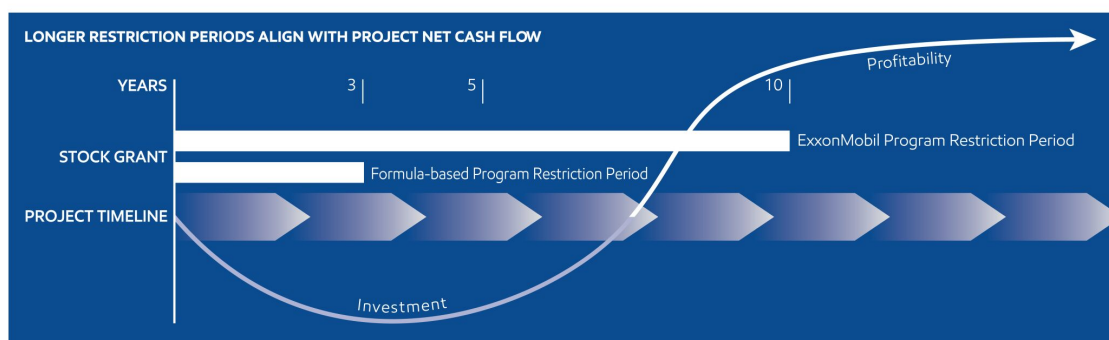 LONGER RESTRICTION PERIODS ALIGN WITH PROJECT NET CASH FLOW
Profitability
YEARS 3 5 10
ExxonMobil Program Restriction Period
STOCK GRANT
Formula-based Program Restriction Period
PROJECT TIMELINE
Investment